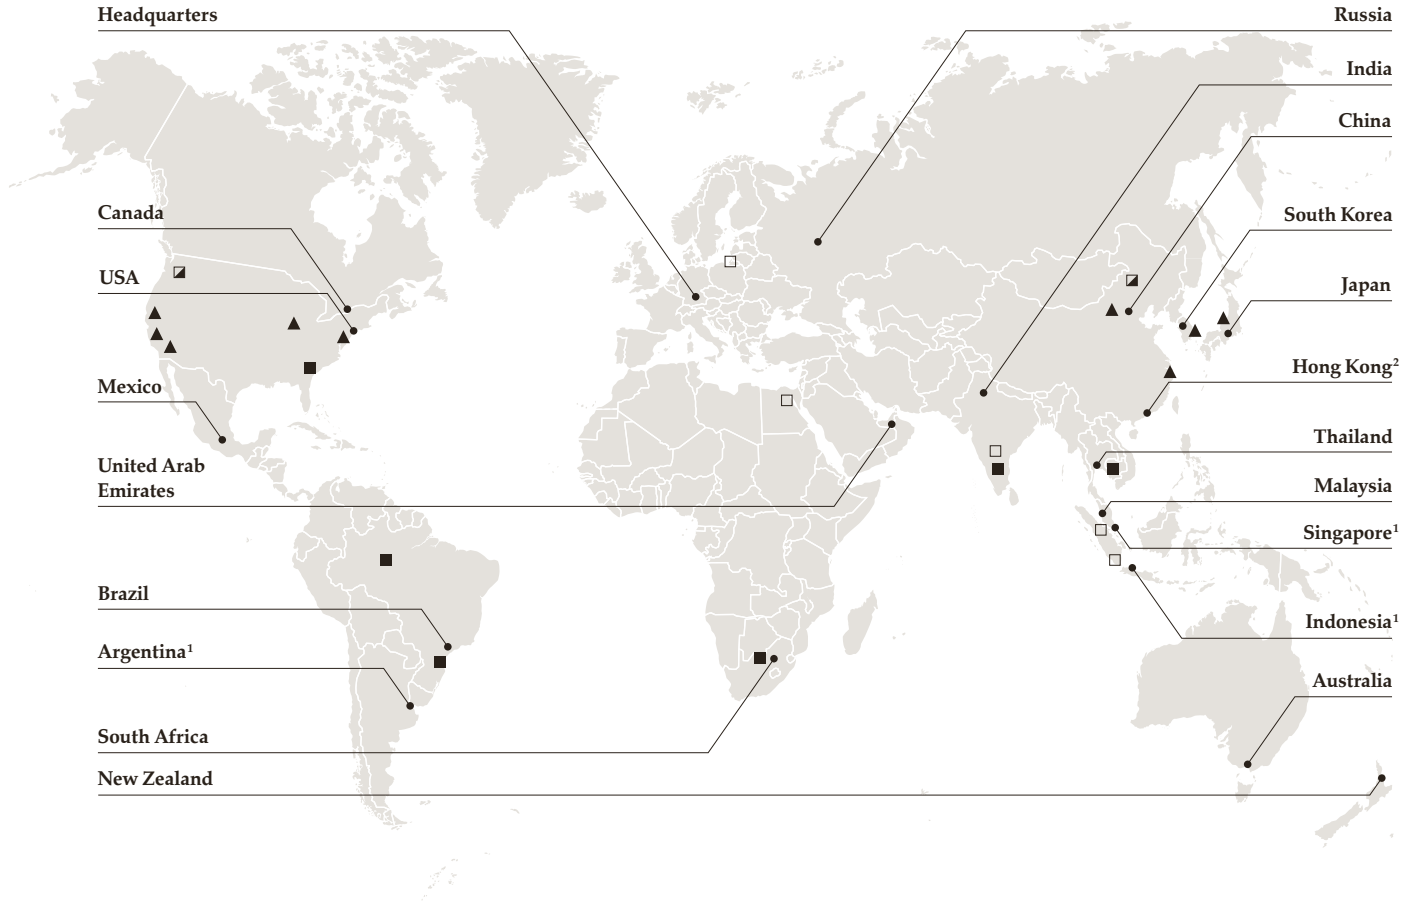 Headquarters
Russia
India
China
Canada
South Korea
USA
Japan
Hong Kong²
Mexico
Thailand
United Arab
Emirates
Malaysia
Singapore¹
Brazil
Indonesia¹
Argentina¹
Australia
South Africa
New Zealand